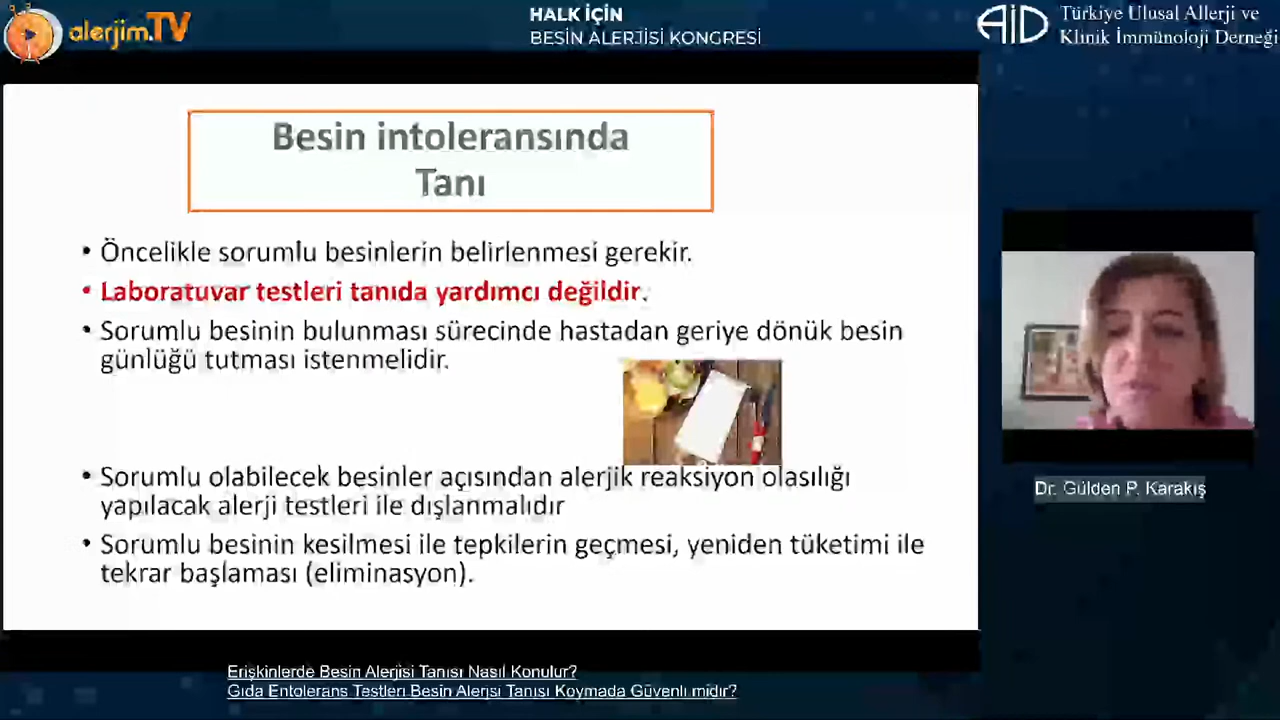 alerjim.TV
HALK İÇİN
BESİN ALERJİSİ KONGRESİ
AİD
Türkiye Ulusal Allerji ve
Klinik İmmünoloji Derneği
Besin intoleransında
Tanı
• Öncelikle sorumlu besinlerin belirlenmesi gerekir.
• Laboratuvar testleri tanıda yardımcı değildir.
• Sorumlu besinin bulunması sürecinde hastadan geriye dönük besin
günlüğü tutması istenmelidir.
• Sorumlu olabilecek besinler açısından alerjik reaksiyon olasılığı
yapılacak alerji testleri ile dışlanmalıdır
• Sorumlu besinin kesilmesi ile tepkilerin geçmesi, yeniden tüketimi ile
tekrar başlaması (eliminasyon).
Dr. Gülden P. Karakış
Erişkinlerde Besin Alerjisi Tanısı Nasıl Konulur?
Gıda Entolerans Testleri Besin Alerjsi Tanısı Koymada Güvenli midir?